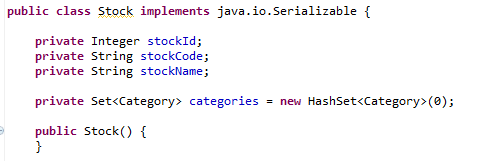 public class Stock implements java.io.Serializable {
private Integer stockId;
private String stockCode;
private String stockName;
private Set<Category> categories = new HashSet<Category>(0);
public Stock() {
}